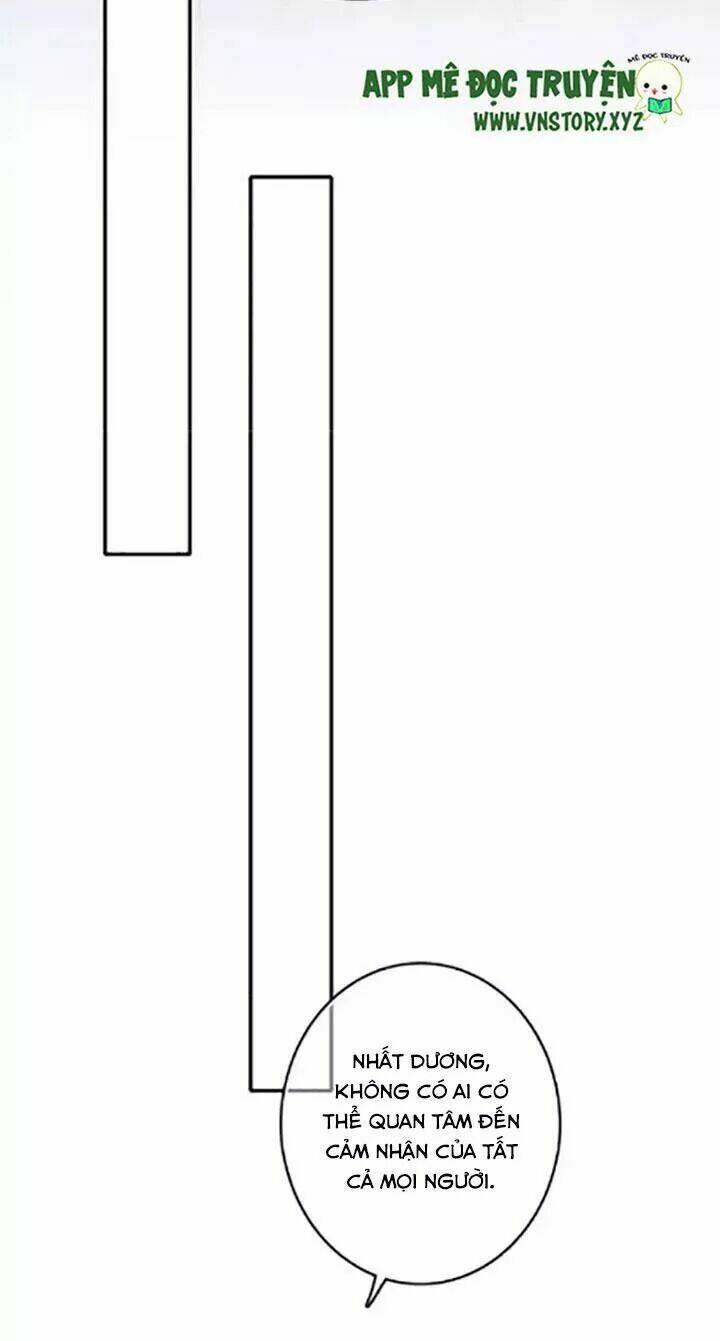 MÊ ĐỌC TRUYỆN
APP MÊ ĐỌC TRUYỆN
WWW.VNSTORY.XYZ
NHẤT DƯƠNG,
KHÔNG CÓ AI CÓ
THỂ QUAN TÂM ĐẾN
CẢM NHẬN CỦA TẤT
CẢ MỌI NGƯỜI.